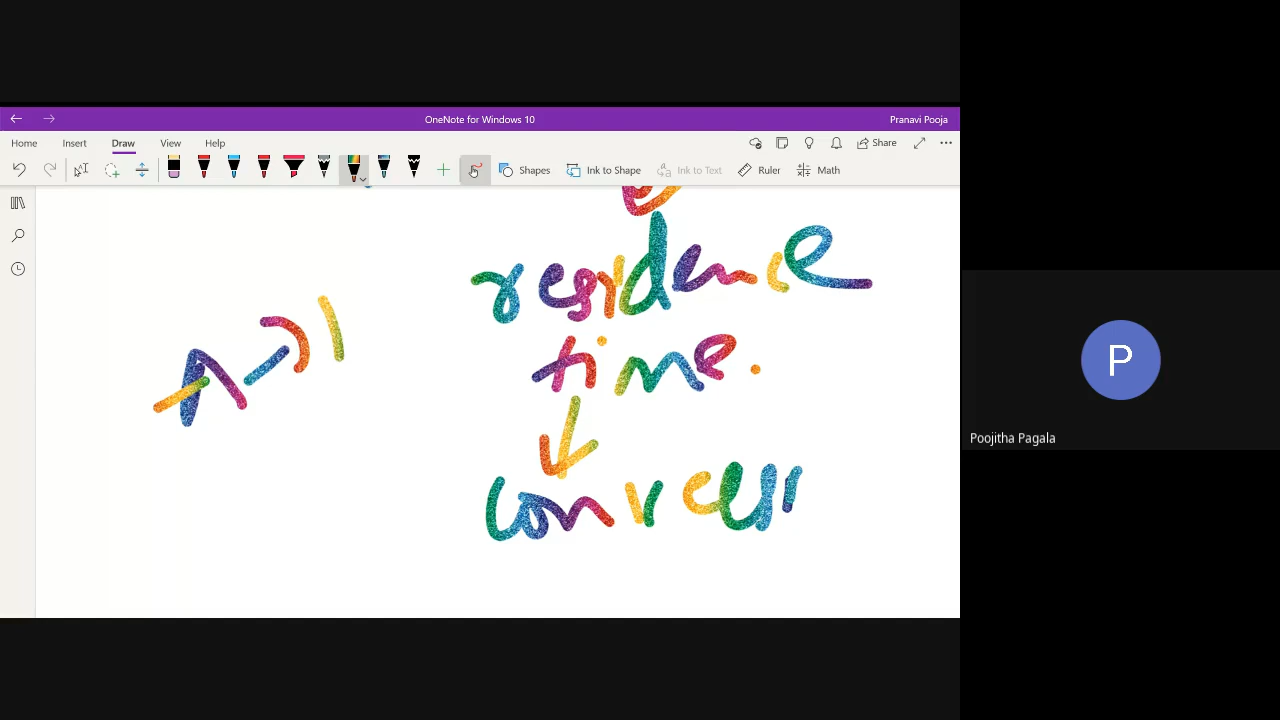 OneNote for Windows 10
Pranavi Pooja
Home Insert Draw View Help
Share
Shapes Ink to Shape Ink to Text Ruler Math
residence
time.
P
Poojitha Pagala